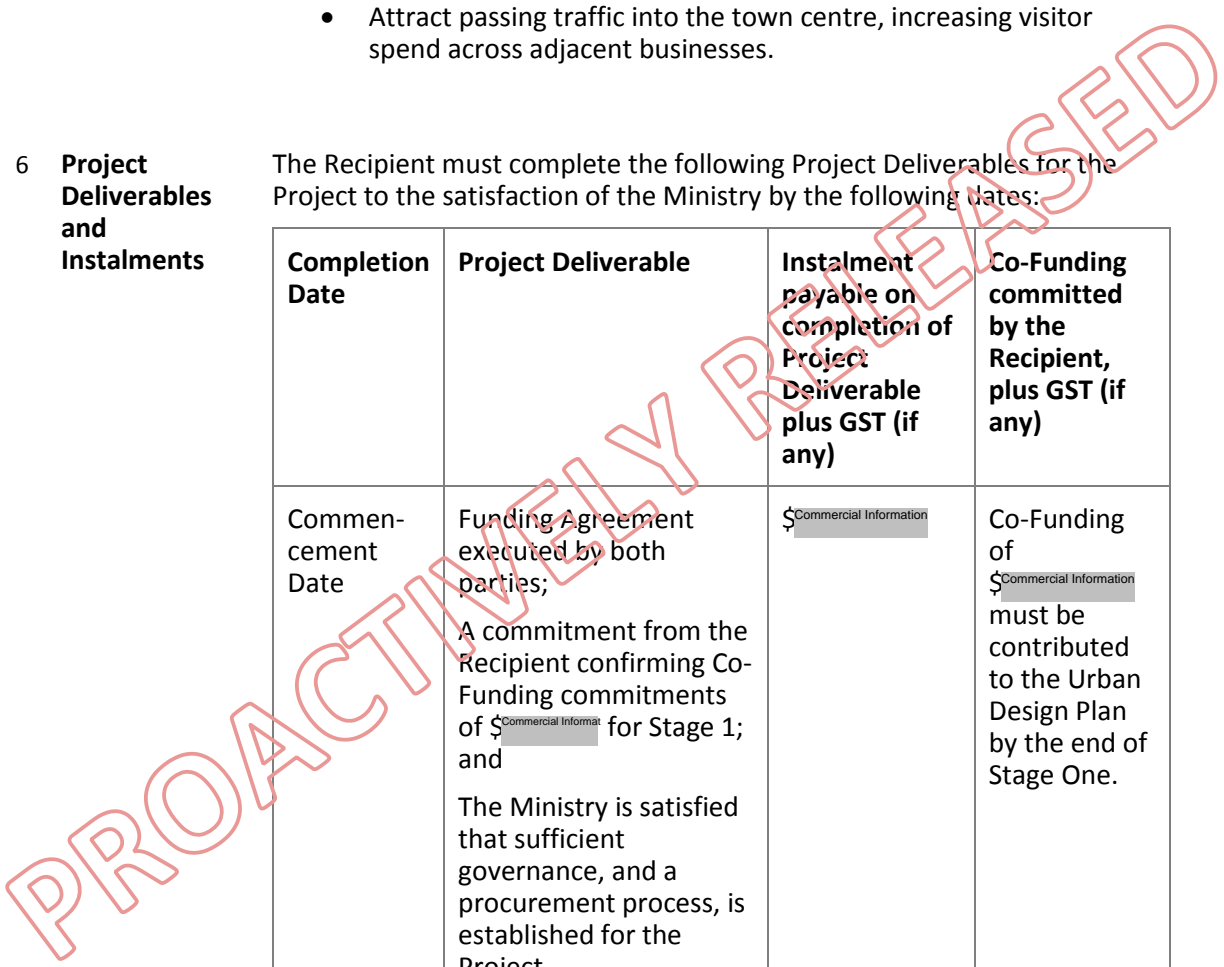 • Attract passing traffic into the town centre, increasing visitor
spend across adjacent businesses.
6 Project
Deliverables
and
Instalments
The Recipient must complete the following Project Deliverables for the
Project to the satisfaction of the Ministry by the following dates:
Completion
Date
Project Deliverable
Instalment
payable on
completion of
Project
Deliverable
plus GST (if
any)
Co-Funding
committed
by the
Recipient,
plus GST (if
any)
Commen-
cement
Date
Funding Agreement
executed by both
parties;
A commitment from the
Recipient confirming Co-
Funding commitments
of $Commercial Informat for Stage 1;
and
The Ministry is satisfied
that sufficient
governance, and a
procurement process, is
established for the
Project
$Commercial Information
Co-Funding
of
$Commercial Information
must be
contributed
to the Urban
Design Plan
by the end of
Stage One.
PROACTIVELY RELEASED